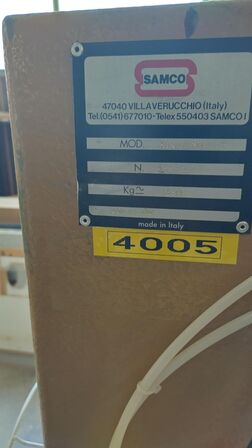 SAMCO
47040 VILLAVERUCCHIO (Italy)
Tel.(0541) 677010-Telex 550403 SAMCO I
MOD.
N.
Kg≃
made in Italy
4005